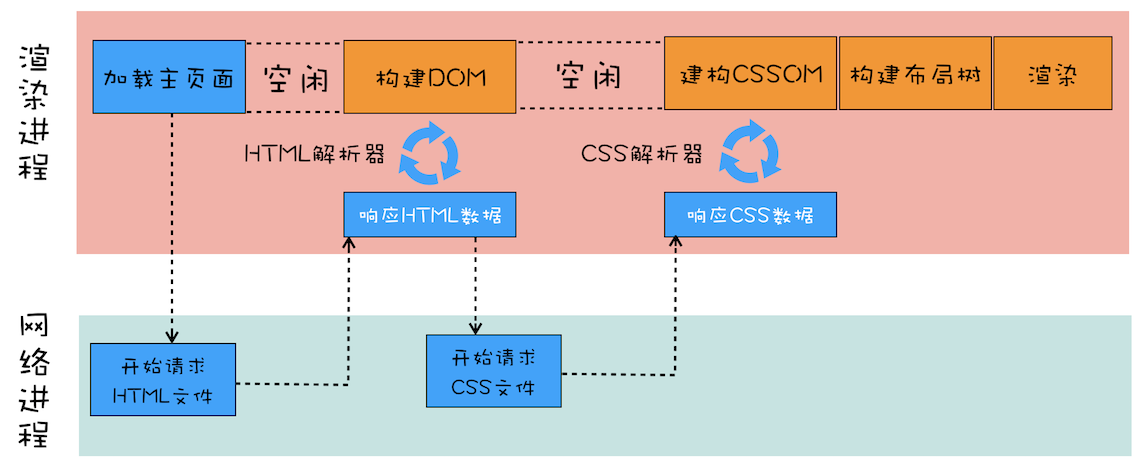 渲染进程
加载主页面
空闲
构建DOM
空闲
建构CSSOM
构建布局树
渲染
HTML解析器
CSS解析器
响应HTML数据
响应CSS数据
网络进程
开始请求
HTML文件
开始请求
CSS文件